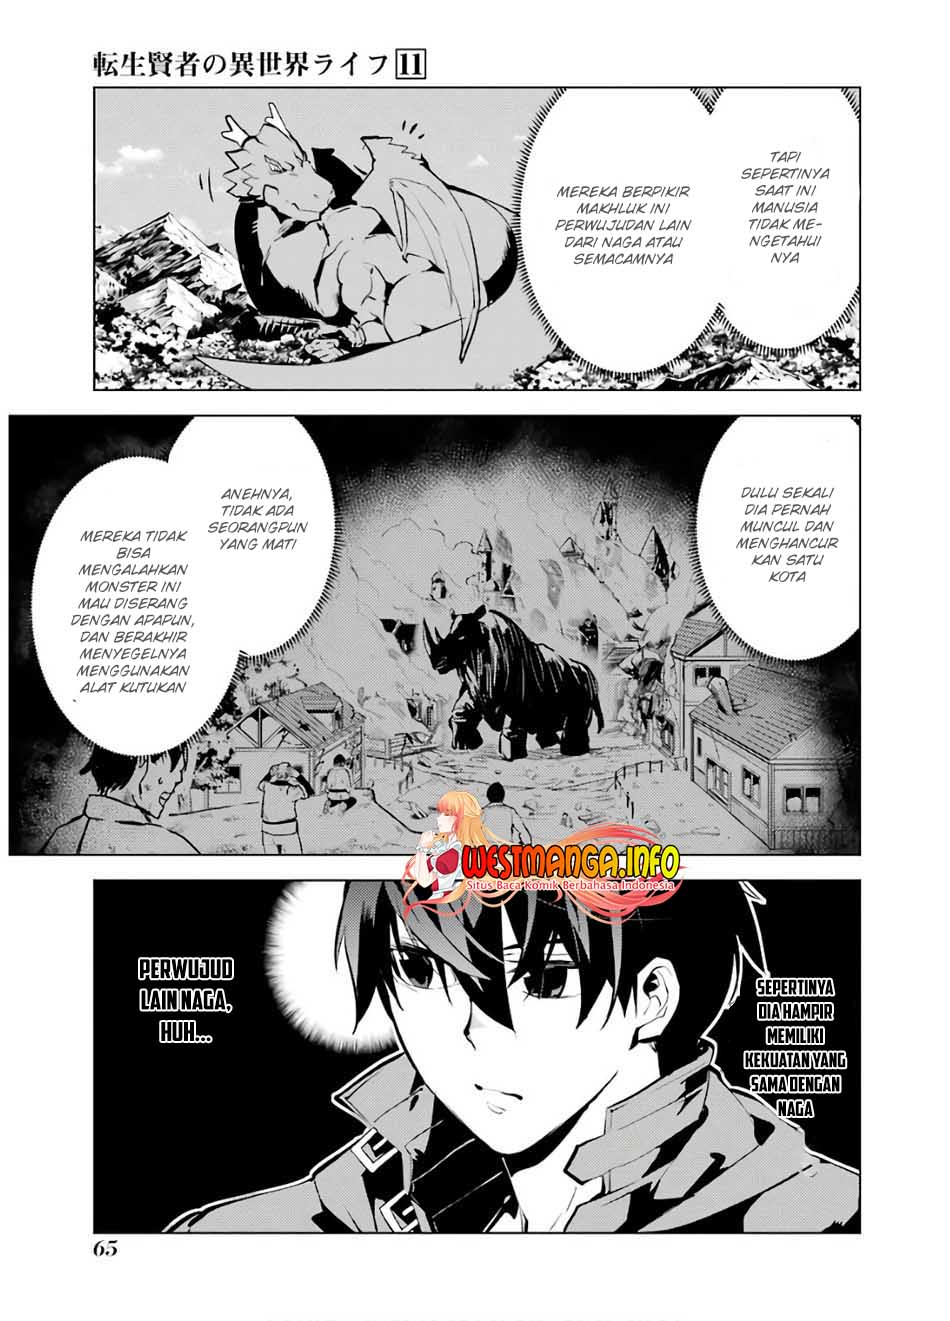 転生賢者の異世界ライフ 11
TAPI
SEPERTINYA
SAAT INI
MANUSIA
TIDAK ME-
NGETAHUI
NYA
MEREKA BERPIKIR
MAKHLUK INI
PERWUJUDAN LAIN
DARI NAGA ATAU
SEMACAMNYA
DULU SEKALI
DIA PERNAH
MUNCUL DAN
MENGHANCUR
KAN SATU
KOTA
ANEHNYA,
TIDAK ADA
SEORANGPUN
YANG MATI
MEREKA TIDAK
BISA
MENGALAHKAN
MONSTER INI
MAU DISERANG
DENGAN APAPUN,
DAN BERAKHIR
MENYEGELNYA
MENGGUNAKAN
ALAT KUTUKAN
WESTMANGA.INFO
Situs Baca Komik Berbahasa Indonesia
SEPERTINYA
DIA HAMPIR
MEMILIKI
KEKUATAN YANG
SAMA DENGAN
NAGA
PERWUJUD
LAIN NAGA,
HUH...
65